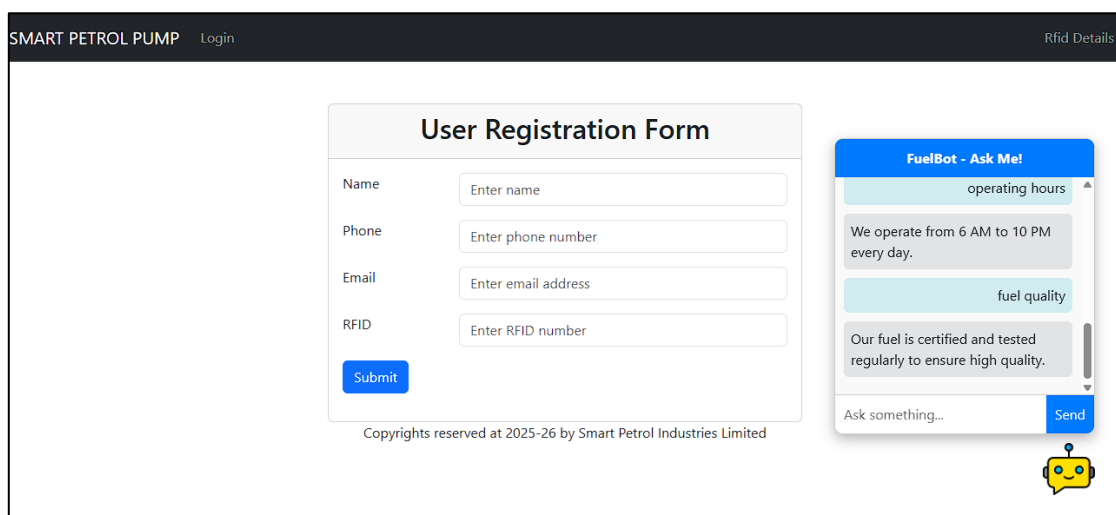 SMART PETROL PUMP Login Rfid Details
User Registration Form
Name Enter name
Phone Enter phone number
Email Enter email address
RFID Enter RFID number
Submit
Copyrights reserved at 2025-26 by Smart Petrol Industries Limited
FuelBot - Ask Me!
operating hours
We operate from 6 AM to 10 PM
every day.
fuel quality
Our fuel is certified and tested
regularly to ensure high quality.
Ask something... Send